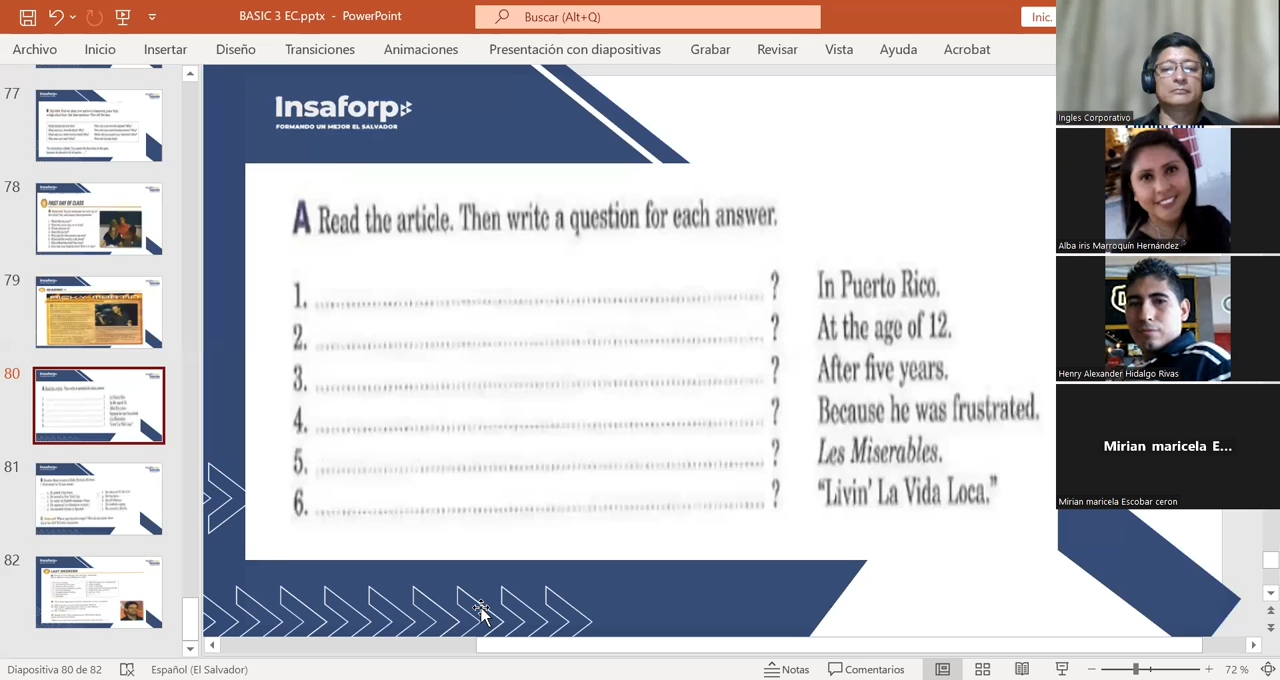 BASIC 3 EC.pptx - PowerPoint
Buscar (Alt+Q)
Inic.
Archivo Inicio Insertar Diseño Transiciones Animaciones Presentación con diapositivas Grabar Revisar Vista Ayuda Acrobat
77
78
FIRST DAY OF CLASS
79
80
81
82
Insaforp
FORMANDO UN MEJOR EL SALVADOR
A Read the article. Then write a question for each answer.
1. ? In Puerto Rico.
2. ? At the age of 12.
3. ? After five years.
4. ? Because he was frustrated.
5. ? Les Miserables.
6. ? "Livin' La Vida Loca."
Ingles Corporativo
Alba iris Marroquín Hernández
Henry Alexander Hidalgo Rivas
Mirian maricela E...
Mirian maricela Escobar ceron
Diapositiva 80 de 82 Español (El Salvador) Notas Comentarios 72 %